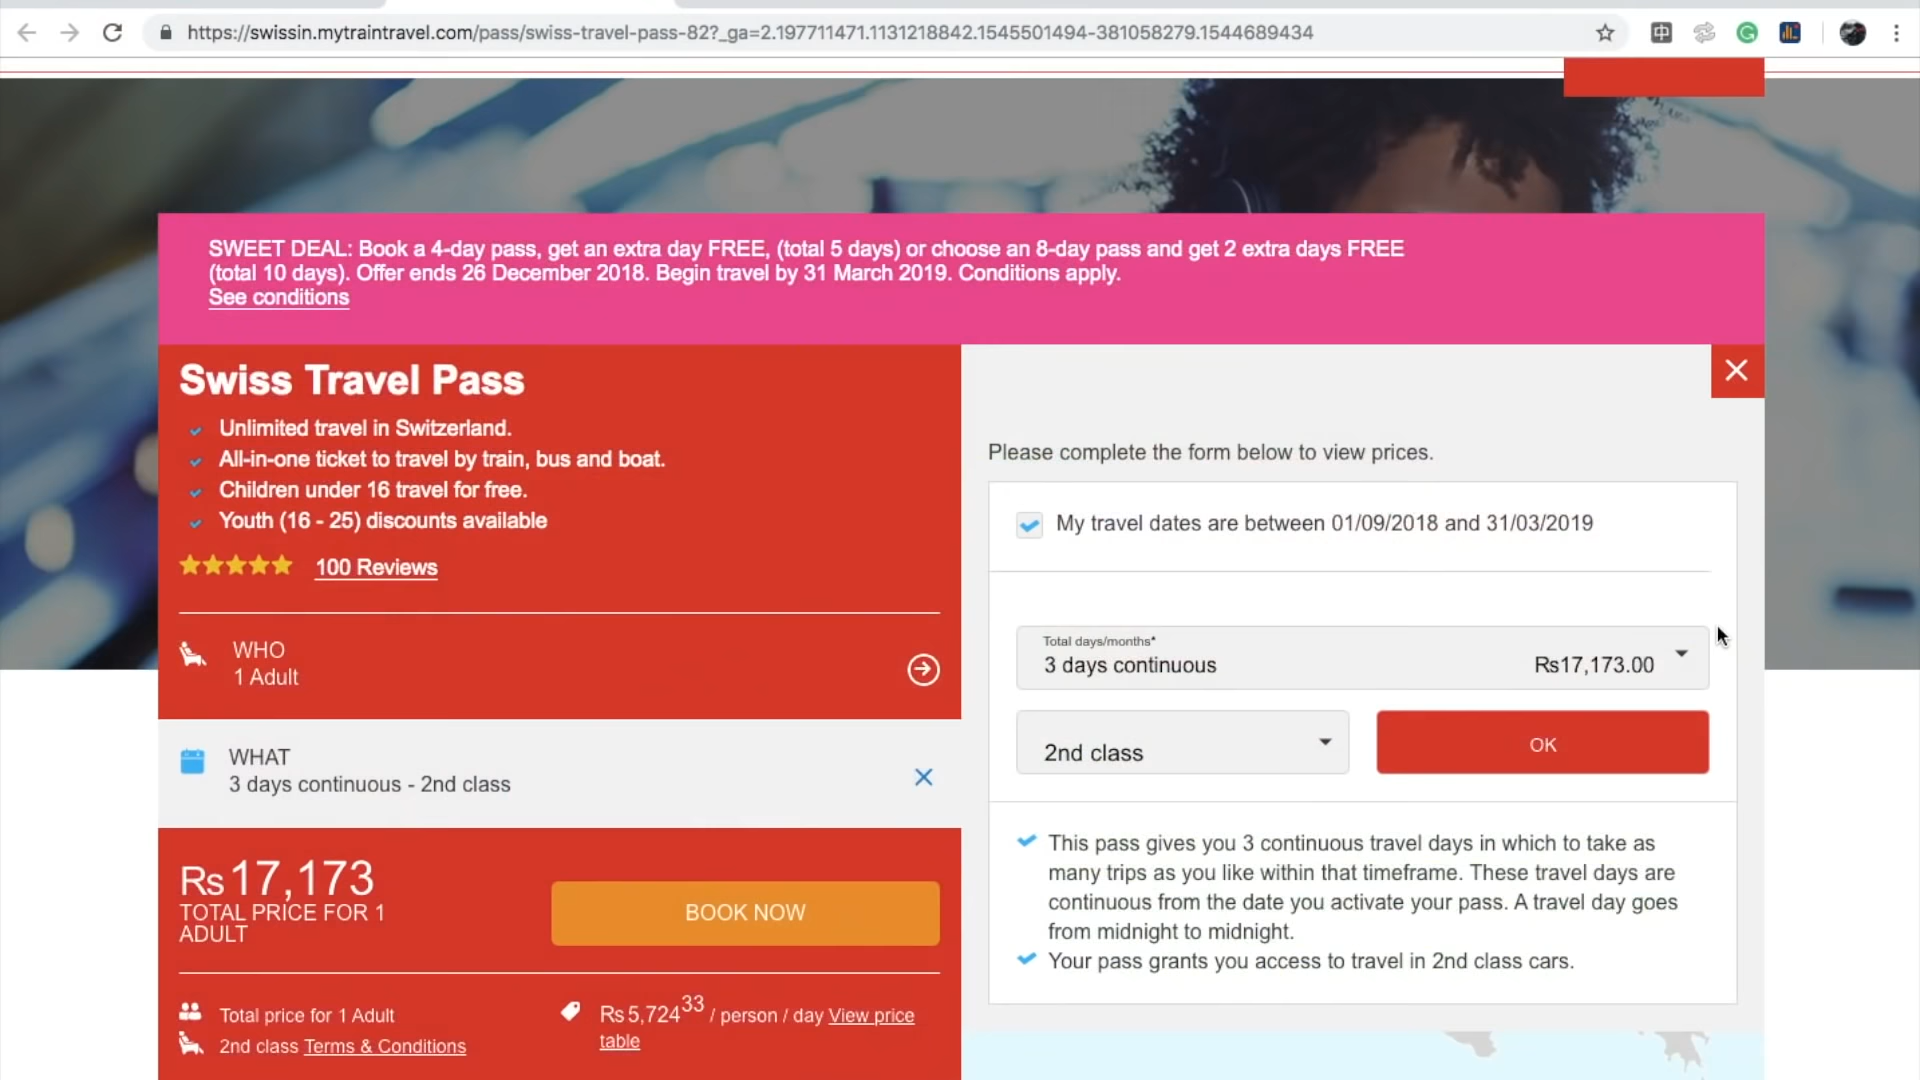 https://swissin.mytraintravel.com/pass/swiss-travel-pass-82?_ga=2.197711471.1131218842.1545501494-381058279.1544689434
中
G
SWEET DEAL: Book a 4-day pass, get an extra day FREE, (total 5 days) or choose an 8-day pass and get 2 extra days FREE
(total 10 days). Offer ends 26 December 2018. Begin travel by 31 March 2019. Conditions apply.
See conditions
Swiss Travel Pass
Unlimited travel in Switzerland.
All-in-one ticket to travel by train, bus and boat.
Children under 16 travel for free.
Youth (16 - 25) discounts available
100 Reviews
WHO
1 Adult
WHAT
3 days continuous - 2nd class
Rs17,173
TOTAL PRICE FOR 1
ADULT
BOOK NOW
Total price for 1 Adult
2nd class Terms & Conditions
Rs5,724 33 / person / day View price
table
Please complete the form below to view prices.
My travel dates are between 01/09/2018 and 31/03/2019
Total days/months*
3 days continuous Rs17,173.00
2nd class
OK
This pass gives you 3 continuous travel days in which to take as
many trips as you like within that timeframe. These travel days are
continuous from the date you activate your pass. A travel day goes
from midnight to midnight.
Your pass grants you access to travel in 2nd class cars.